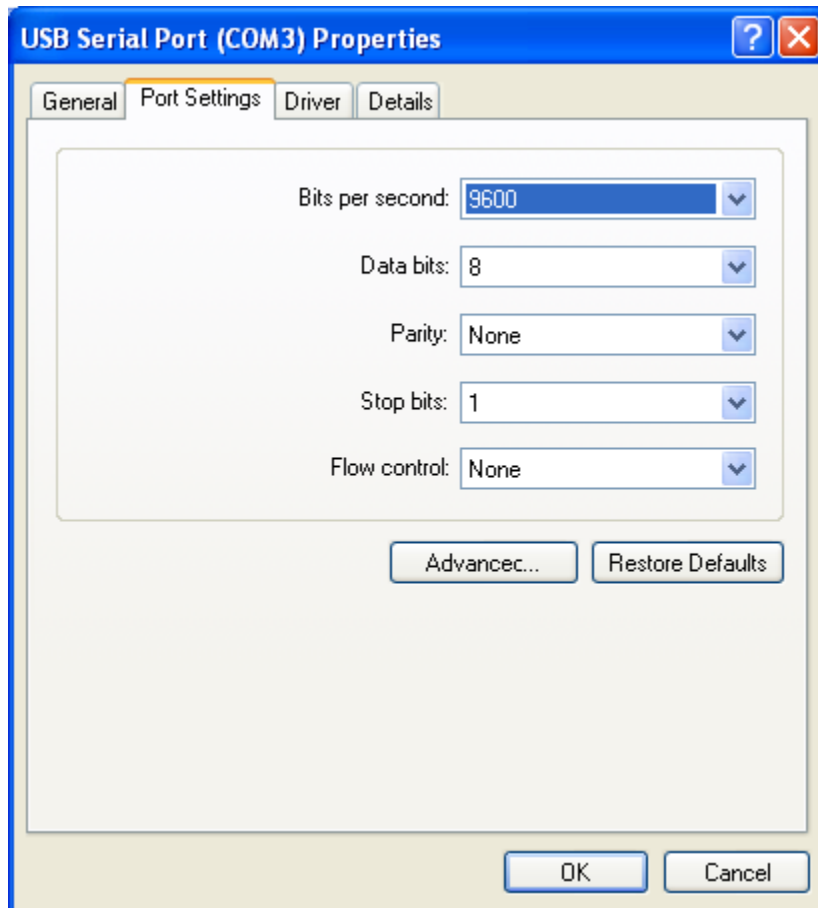 USB Serial Port (COM3) Properties
General Port Settings Driver Details
Bits per second: 9600
Data bits: 8
Parity: None
Stop bits: 1
Flow control: None
Advancec... Restore Defaults
OK Cancel